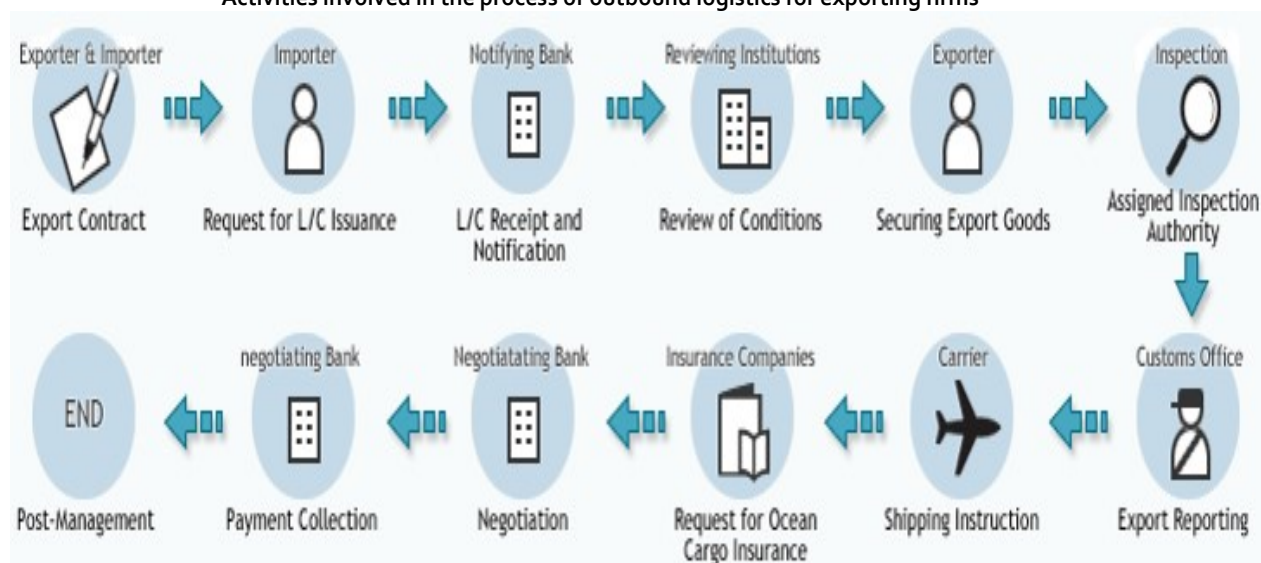 Activities involved in the process of outbound logistics for exporting firms
Exporter & Importer
Export Contract
Importer
Request for L/C Issuance
Notifying Bank
L/C Receipt and
Notification
Reviewing Institutions
Review of Conditions
Exporter
Securing Export Goods
Inspection
Assigned Inspection
Authority
Customs Office
Export Reporting
Carrier
Shipping Instruction
Insurance Companies
Request for Ocean
Cargo Insurance
Negotiatating Bank
Negotiation
negotiating Bank
Payment Collection
END
Post-Management